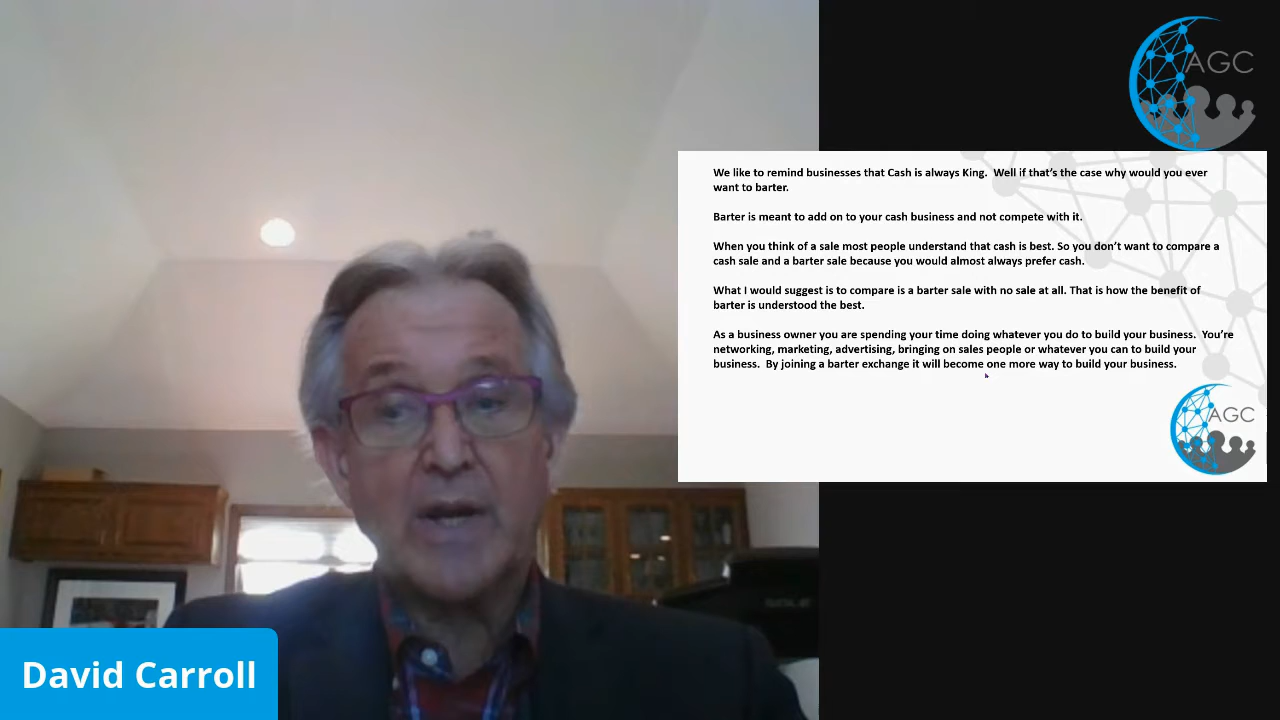 AGC
We like to remind businesses that Cash is always King.  Well if that's the case why would you ever
want to barter.
Barter is meant to add on to your cash business and not compete with it.
When you think of a sale most people understand that cash is best. So you don't want to compare a
cash sale and a barter sale because you would almost always prefer cash.
What I would suggest is to compare is a barter sale with no sale at all. That is how the benefit of
barter is understood the best.
As a business owner you are spending your time doing whatever you do to build your business.  You're
networking, marketing, advertising, bringing on sales people or whatever you can to build your
business.  By joining a barter exchange it will become one more way to build your business.
AGC
David Carroll